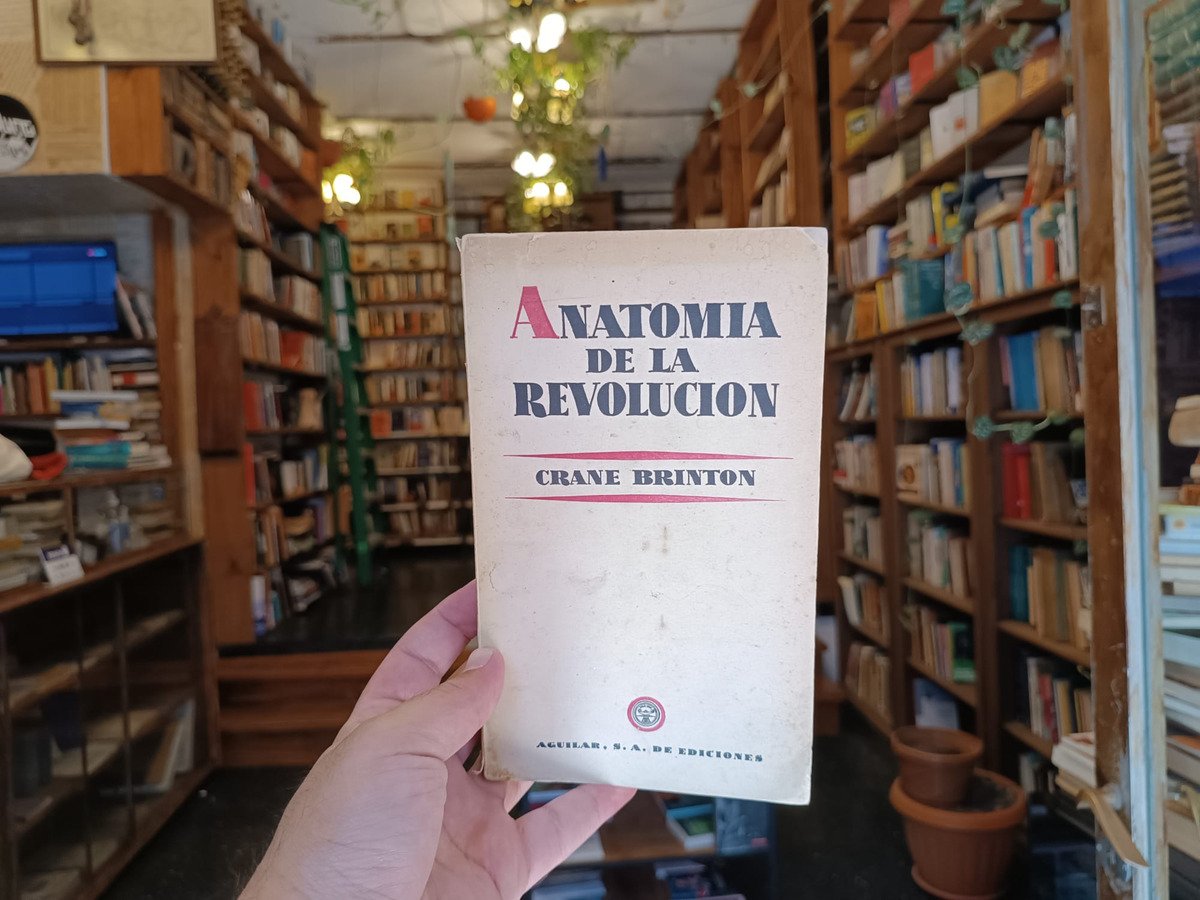 ANATOMIA
DE LA
REVOLUCION
CRANE BRINTON
AGUILAR, S. A. DE EDICIONES